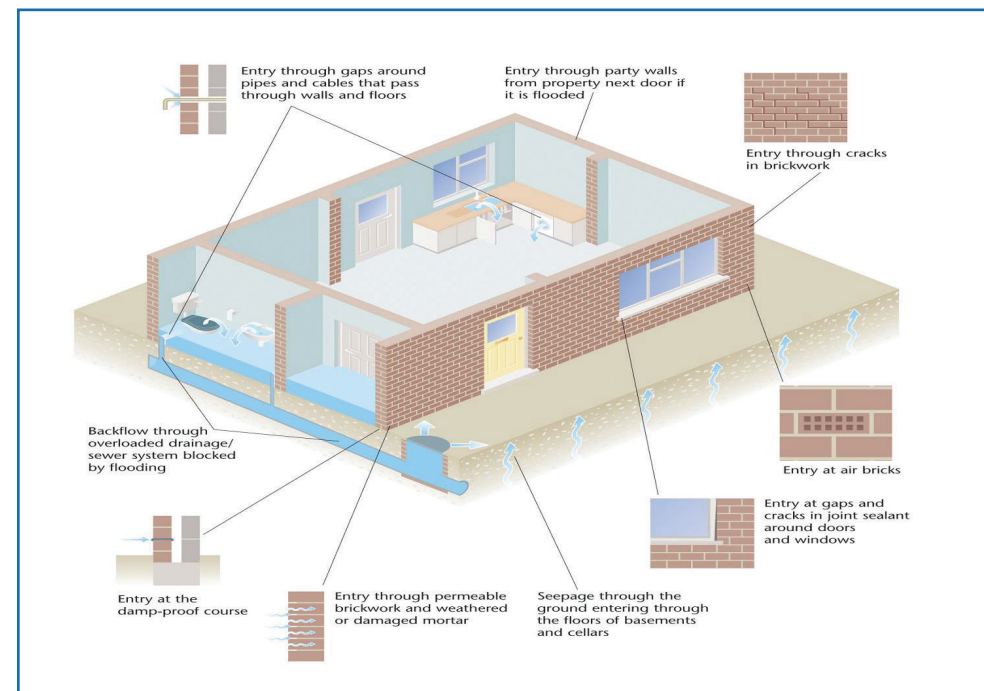 Entry through gaps around
pipes and cables that pass
through walls and floors
Entry through party walls
from property next door if
it is flooded
Entry through cracks
in brickwork
Backflow through
overloaded drainage/
sewer system blocked
by flooding
Entry at air bricks
Entry at gaps and
cracks in joint sealant
around doors
and windows
Entry at the
damp-proof course
Entry through permeable
brickwork and weathered
or damaged mortar
Seepage through the
ground entering through
the floors of basements
and cellars